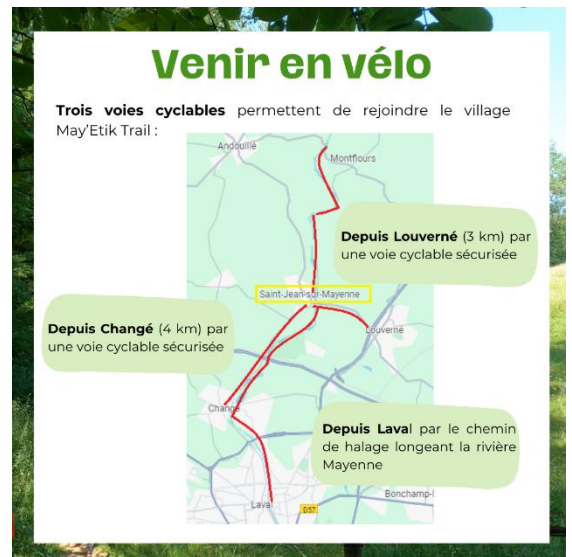 Venir en vélo
Trois voies cyclables permettent de rejoindre le village
May'Etik Trail :
Andouillé
Montflours
Depuis Louverné (3 km) par
une voie cyclable sécurisée
Saint-Jean-sur-Mayenne
Louverné
Depuis Changé (4 km) par
une voie cyclable sécurisée
Changé
Depuis Laval par le chemin
de halage longeant la rivière
Mayenne
Bonchamp-l
Laval
D57